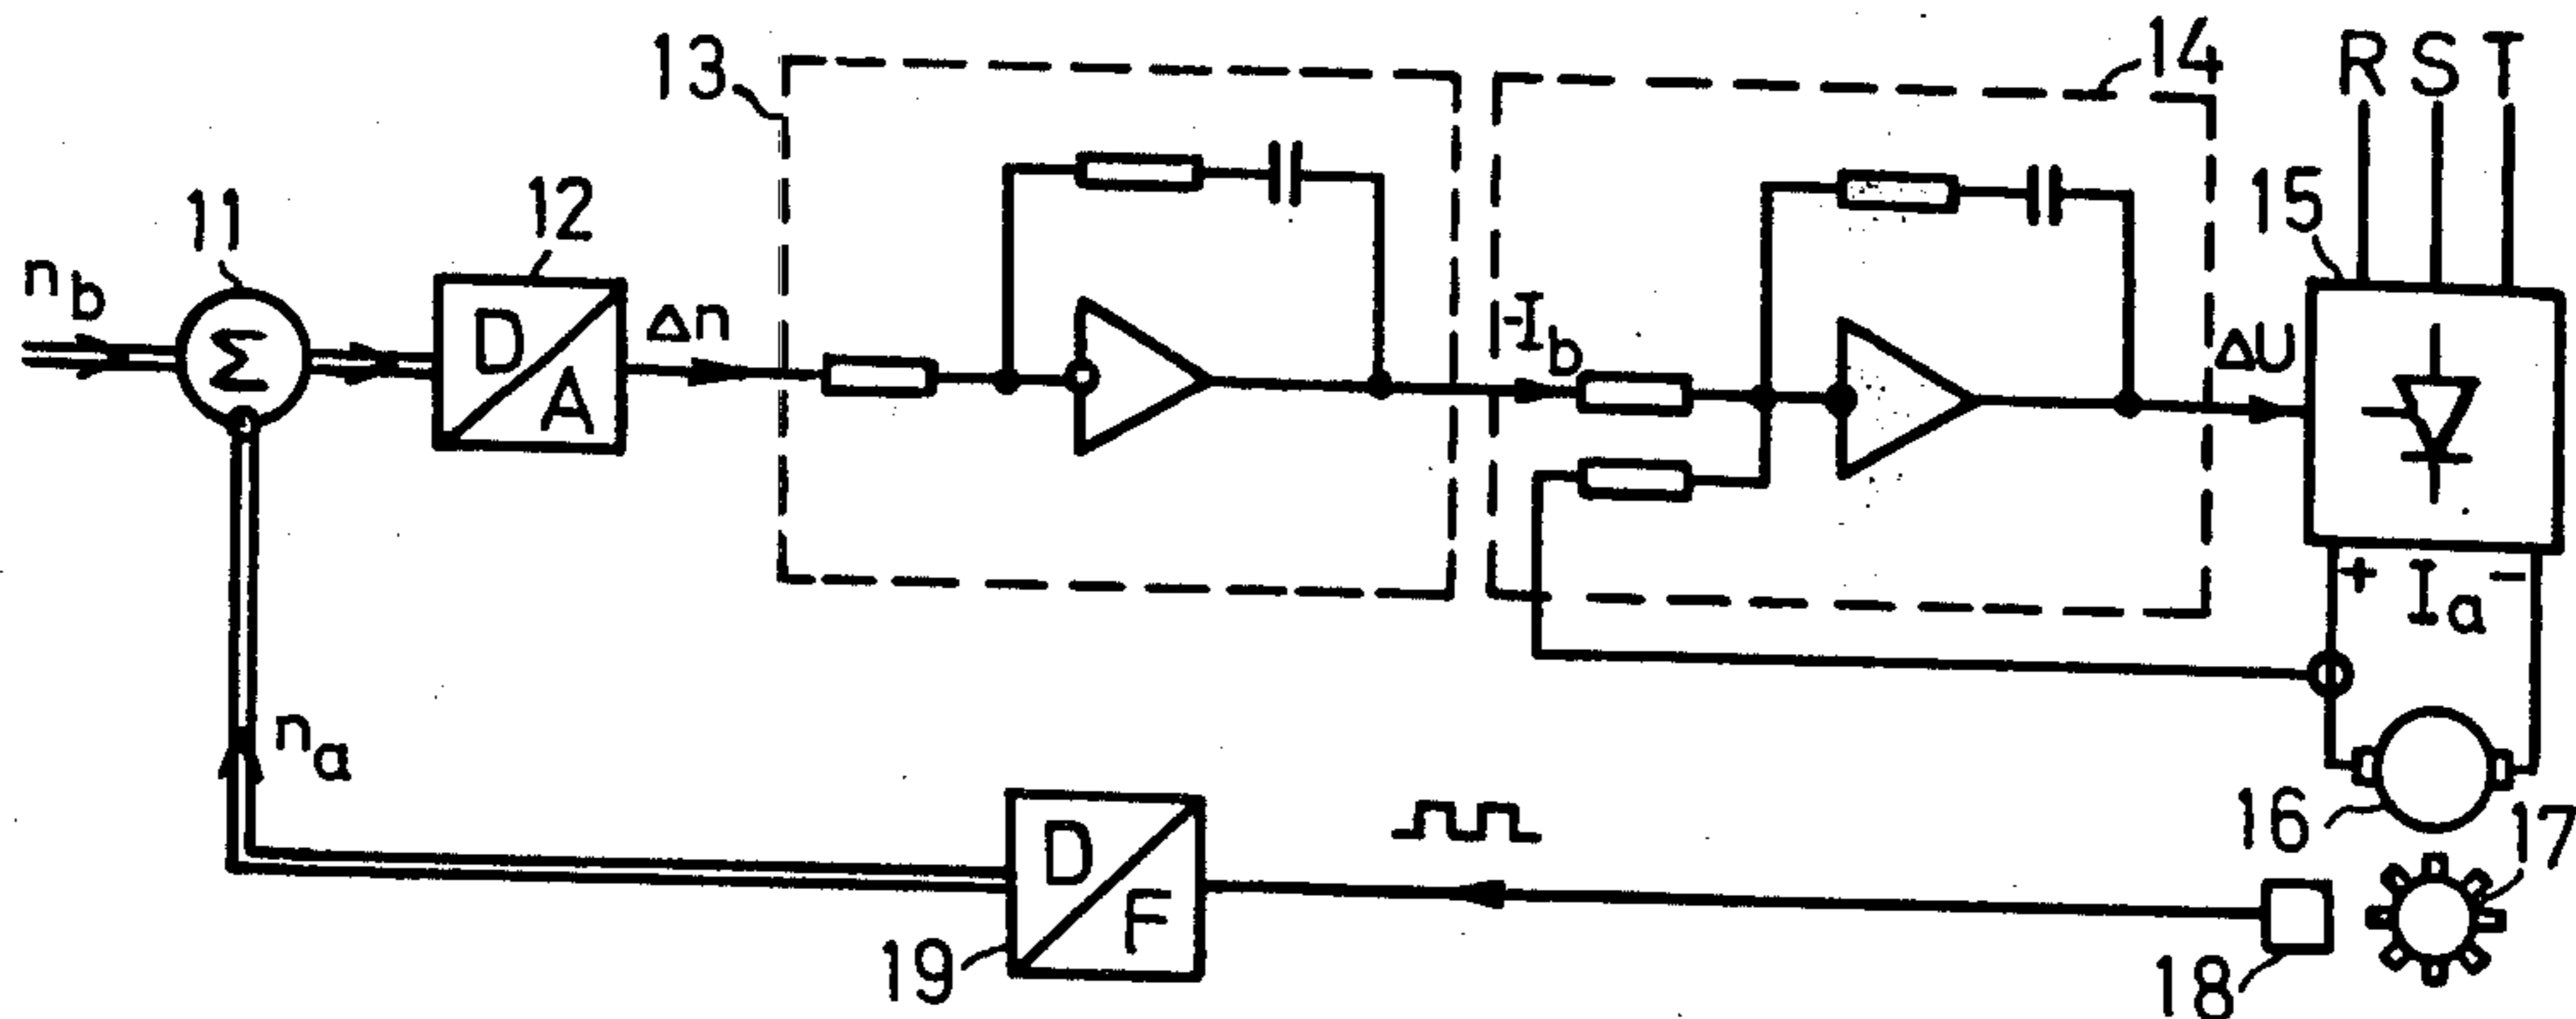 13
14
R S T
11
12
15
n_b
Σ
D/A
Δn
-I_b
ΔU
+ I_a -
n_a
16
17
D/F
19
18